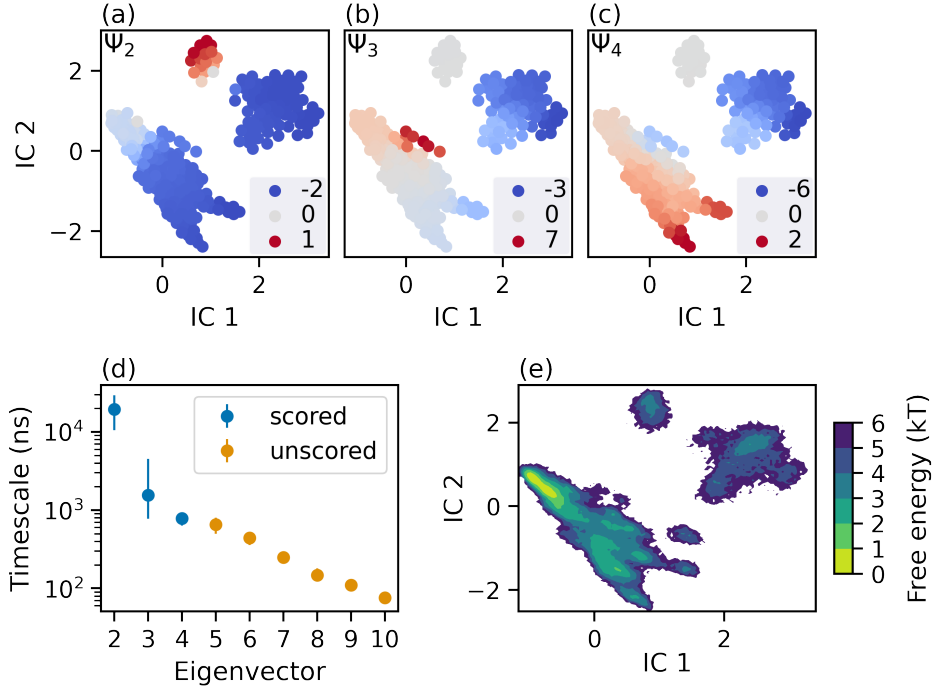 (a)
Ψ2
IC 2
2
0
−2
-2
0
1
0
2
IC 1
(b)
Ψ3
-3
0
7
0
2
IC 1
(c)
Ψ4
-6
0
2
0
2
IC 1
(d)
Timescale (ns)
10^4
10^3
10^2
scored
unscored
2 3 4 5 6 7 8 9 10
Eigenvector
(e)
IC 2
2
0
−2
0
2
IC 1
6
5
4
3
2
1
0
Free energy (kT)